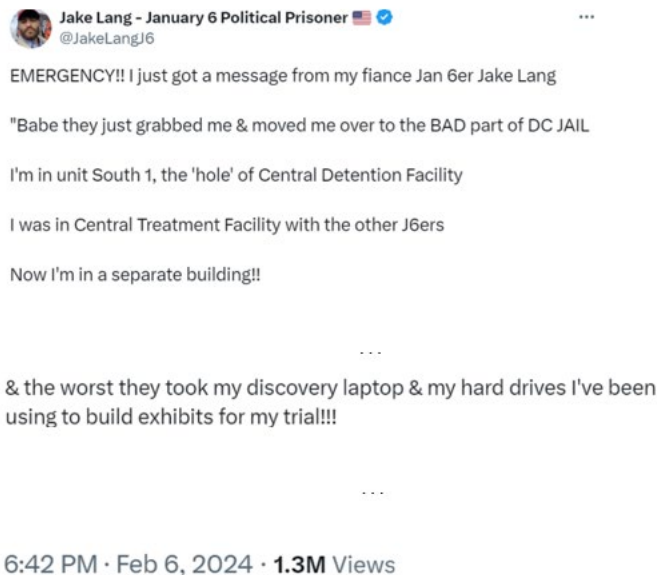 Jake Lang - January 6 Political Prisoner 🇺🇸
@JakeLangJ6
...
EMERGENCY!! I just got a message from my fiance Jan 6er Jake Lang
"Babe they just grabbed me & moved me over to the BAD part of DC JAIL
I'm in unit South 1, the 'hole' of Central Detention Facility
I was in Central Treatment Facility with the other J6ers
Now I'm in a separate building!!
...
& the worst they took my discovery laptop & my hard drives I've been
using to build exhibits for my trial!!!
...
6:42 PM · Feb 6, 2024 · 1.3M Views